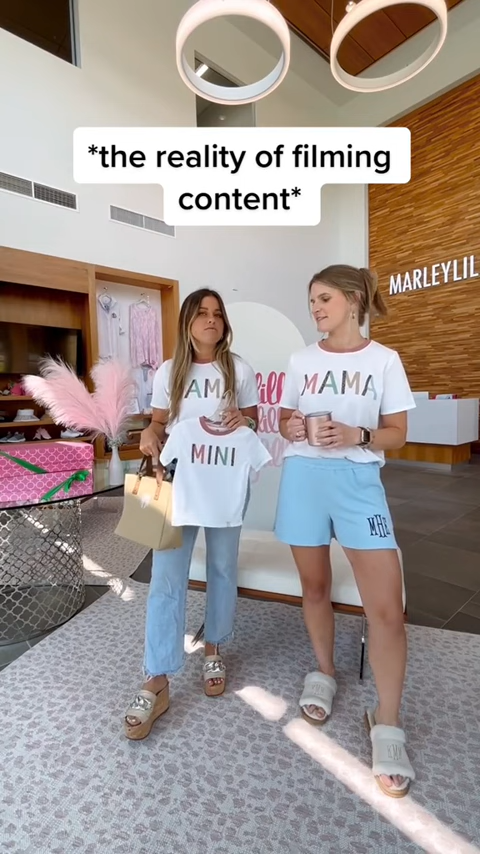 *the reality of filming
content*
MARLEYLIL
MAMA
MAMA
MINI
MHE